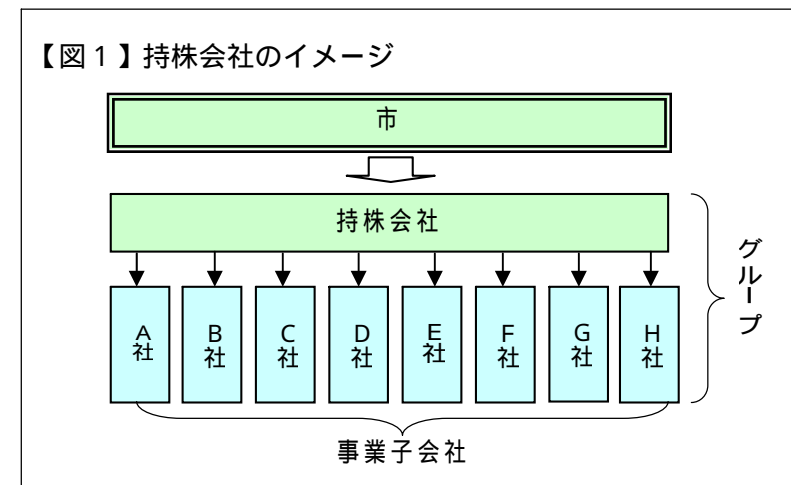 【図1】持株会社のイメージ
市
持株会社
A社
B社
C社
D社
E社
F社
G社
H社
グループ
事業子会社